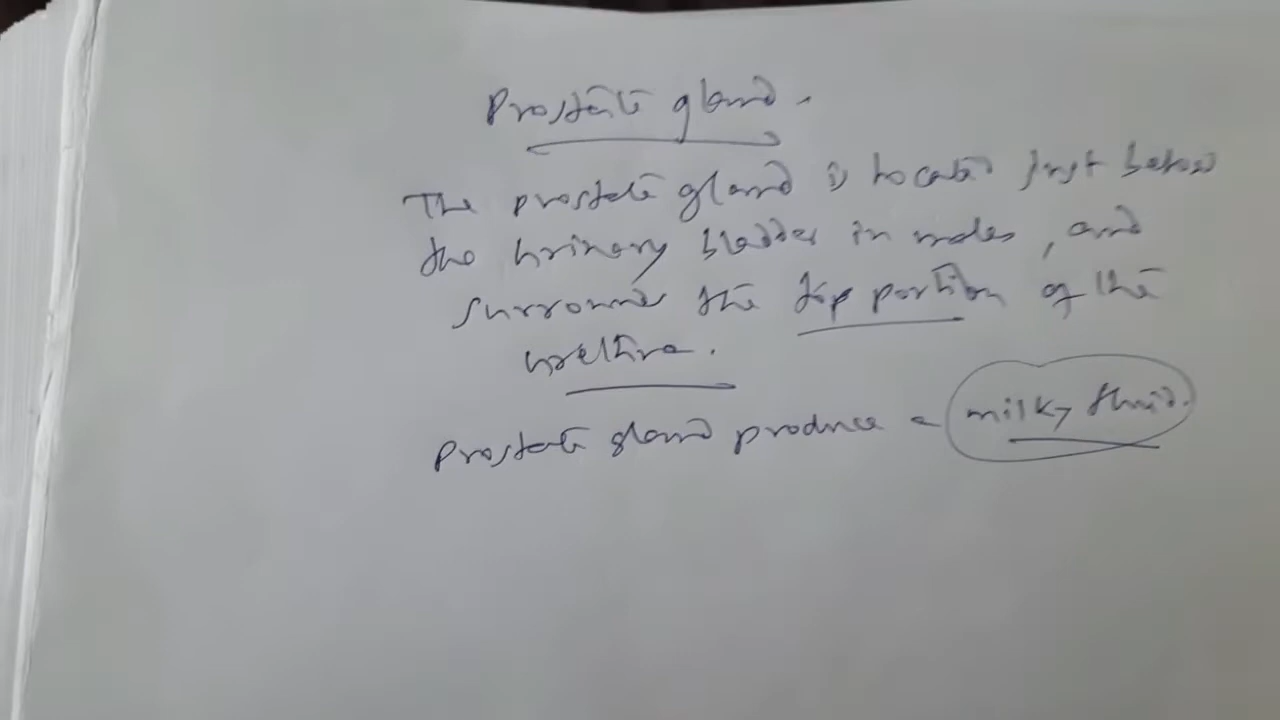 Prostate gland.
The prostate gland is located just below
the urinary bladder in males, and
surrounds the top portion of the
urethra.
Prostate gland produce a milky fluid.